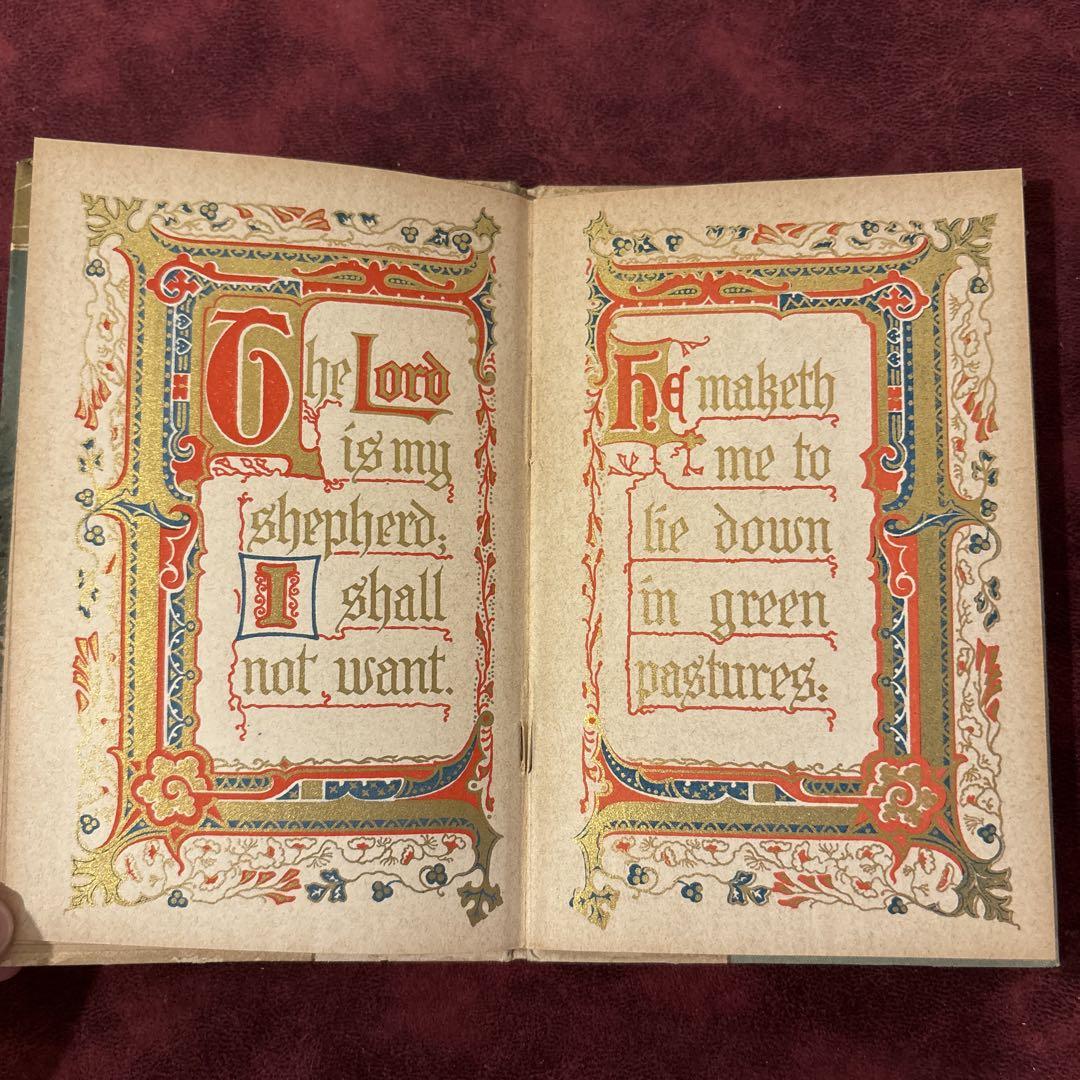 The Lord
is my
shepherd;
I shall
not want.
He maketh
me to
lie down
in green
pastures: